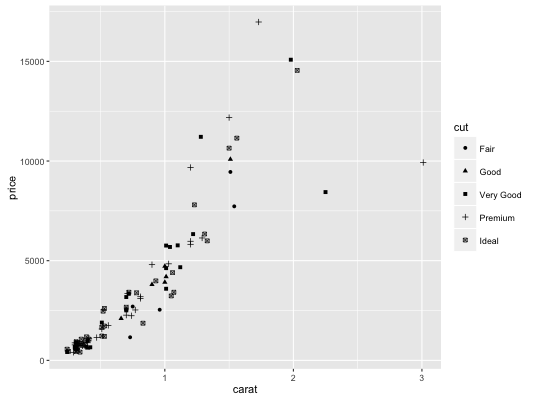 15000
10000
5000
0
1
2
3
price
carat
cut
Fair
Good
Very Good
Premium
Ideal